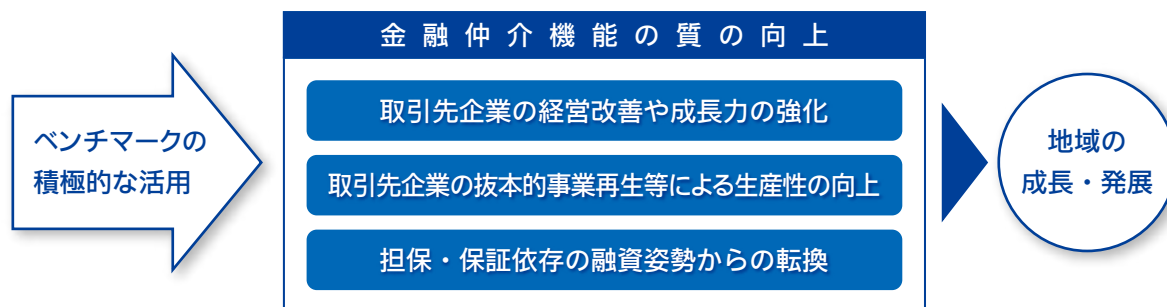 金融仲介機能の質の向上
ベンチマークの
積極的な活用
取引先企業の経営改善や成長力の強化
取引先企業の抜本的事業再生等による生産性の向上
担保・保証依存の融資姿勢からの転換
地域の
成長・発展